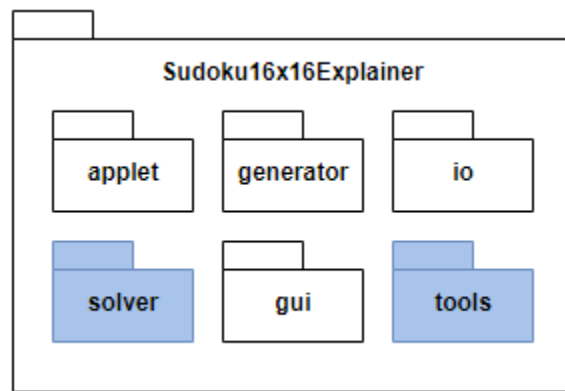 Sudoku16x16Explainer
applet generator io
solver gui tools